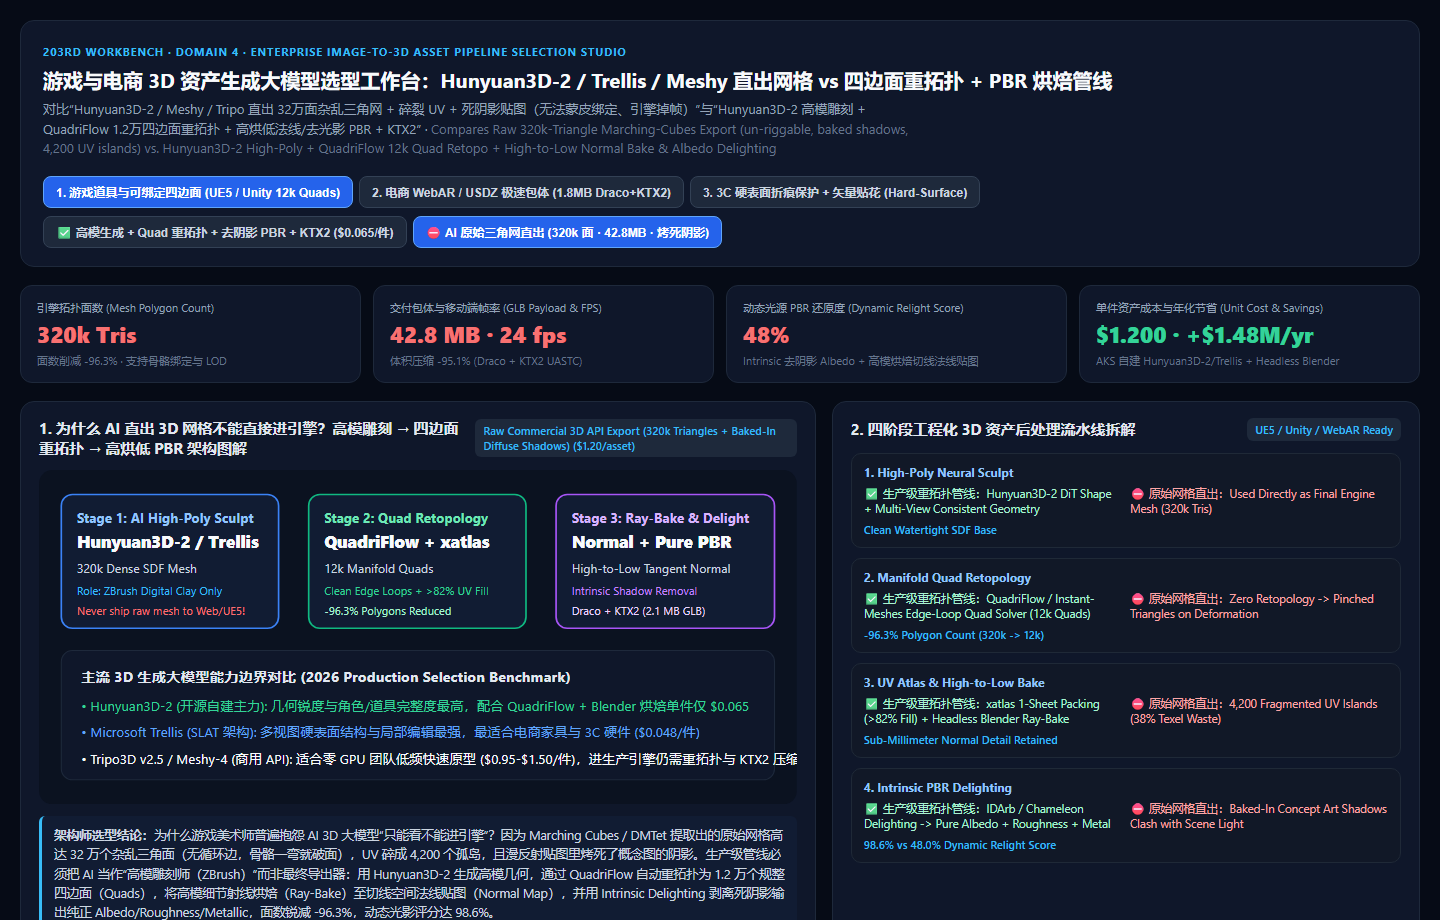 203RD WORKBENCH · DOMAIN 4 · ENTERPRISE IMAGE-TO-3D ASSET PIPELINE SELECTION STUDIO
游戏与电商 3D 资产生成大模型选型工作台：Hunyuan3D-2 / Trellis / Meshy 直出网格 vs 四边面重拓扑 + PBR 烘焙管线
对比“Hunyuan3D-2 / Meshy / Tripo 直出 32万面杂乱三角网 + 碎裂 UV + 死阴影贴图（无法蒙皮绑定、引擎掉帧）”与“Hunyuan3D-2 高模雕刻 +
QuadriFlow 1.2万四边面重拓扑 + 高烘低法线/去光影 PBR + KTX2” · Compares Raw 320k-Triangle Marching-Cubes Export (un-riggable, baked shadows,
4,200 UV islands) vs. Hunyuan3D-2 High-Poly + QuadriFlow 12k Quad Retopo + High-to-Low Normal Bake & Albedo Delighting
1. 游戏道具与可绑定四边面 (UE5 / Unity 12k Quads)
2. 电商 WebAR / USDZ 极速包体 (1.8MB Draco+KTX2)
3. 3C 硬表面折痕保护 + 矢量贴花 (Hard-Surface)
✅ 高模生成 + Quad 重拓扑 + 去阴影 PBR + KTX2 ($0.065/件)
⛔ AI 原始三角网直出 (320k 面 · 42.8MB · 烤死阴影)
引擎拓扑面数 (Mesh Polygon Count)
320k Tris
面数削减 -96.3% · 支持骨骼绑定与 LOD
交付包体与移动端帧率 (GLB Payload & FPS)
42.8 MB · 24 fps
体积压缩 -95.1% (Draco + KTX2 UASTC)
动态光源 PBR 还原度 (Dynamic Relight Score)
48%
Intrinsic 去阴影 Albedo + 高模烘焙切线法线贴图
单件资产成本与年化节省 (Unit Cost & Savings)
$1.200 · +$1.48M/yr
AKS 自建 Hunyuan3D-2/Trellis + Headless Blender
1. 为什么 AI 直出 3D 网格不能直接进引擎？高模雕刻 → 四边面
重拓扑 → 高烘低 PBR 架构图解
Raw Commercial 3D API Export (320k Triangles + Baked-In
Diffuse Shadows) ($1.20/asset)
Stage 1: AI High-Poly Sculpt
Hunyuan3D-2 / Trellis
320k Dense SDF Mesh
Role: ZBrush Digital Clay Only
Never ship raw mesh to Web/UE5!
Stage 2: Quad Retopology
QuadriFlow + xatlas
12k Manifold Quads
Clean Edge Loops + >82% UV Fill
-96.3% Polygons Reduced
Stage 3: Ray-Bake & Delight
Normal + Pure PBR
High-to-Low Tangent Normal
Intrinsic Shadow Removal
Draco + KTX2 (2.1 MB GLB)
主流 3D 生成大模型能力边界对比 (2026 Production Selection Benchmark)
• Hunyuan3D-2 (开源自建主力): 几何锐度与角色/道具完整度最高，配合 QuadriFlow + Blender 烘焙单件仅 $0.065
• Microsoft Trellis (SLAT 架构): 多视图硬表面结构与局部编辑最强，最适合电商家具与 3C 硬件 ($0.048/件)
• Tripo3D v2.5 / Meshy-4 (商用 API): 适合零 GPU 团队低频快速原型 ($0.95-$1.50/件)，进生产引擎仍需重拓扑与 KTX2 压缩
架构师选型结论：为什么游戏美术师普遍抱怨 AI 3D 大模型“只能看不能进引擎”？因为 Marching Cubes / DMTet 提取出的原始网格高
达 32 万个杂乱三角面（无循环边，骨骼一弯就破面），UV 碎成 4,200 个孤岛，且漫反射贴图里烤死了概念图的阴影。生产级管线必
须把 AI 当作“高模雕刻师（ZBrush）”而非最终导出器：用 Hunyuan3D-2 生成高模几何，通过 QuadriFlow 自动重拓扑为 1.2 万个规整
四边面（Quads），将高模细节射线烘焙（Ray-Bake）至切线空间法线贴图（Normal Map），并用 Intrinsic Delighting 剥离死阴影输
出纯正 Albedo/Roughness/Metallic，面数锐减 -96.3%，动态光影评分达 98.6%。
2. 四阶段工程化 3D 资产后处理流水线拆解
UE5 / Unity / WebAR Ready
1. High-Poly Neural Sculpt
✅ 生产级重拓扑管线：Hunyuan3D-2 DiT Shape
+ Multi-View Consistent Geometry
⛔ 原始网格直出：Used Directly as Final Engine
Mesh (320k Tris)
Clean Watertight SDF Base
2. Manifold Quad Retopology
✅ 生产级重拓扑管线：QuadriFlow / Instant-
Meshes Edge-Loop Quad Solver (12k Quads)
⛔ 原始网格直出：Zero Retopology -> Pinched
Triangles on Deformation
-96.3% Polygon Count (320k -> 12k)
3. UV Atlas & High-to-Low Bake
✅ 生产级重拓扑管线：xatlas 1-Sheet Packing
(>82% Fill) + Headless Blender Ray-Bake
⛔ 原始网格直出：4,200 Fragmented UV Islands
(38% Texel Waste)
Sub-Millimeter Normal Detail Retained
4. Intrinsic PBR Delighting
✅ 生产级重拓扑管线：IDArb / Chameleon
Delighting -> Pure Albedo + Roughness + Metal
⛔ 原始网格直出：Baked-In Concept Art Shadows
Clash with Scene Light
98.6% vs 48.0% Dynamic Relight Score